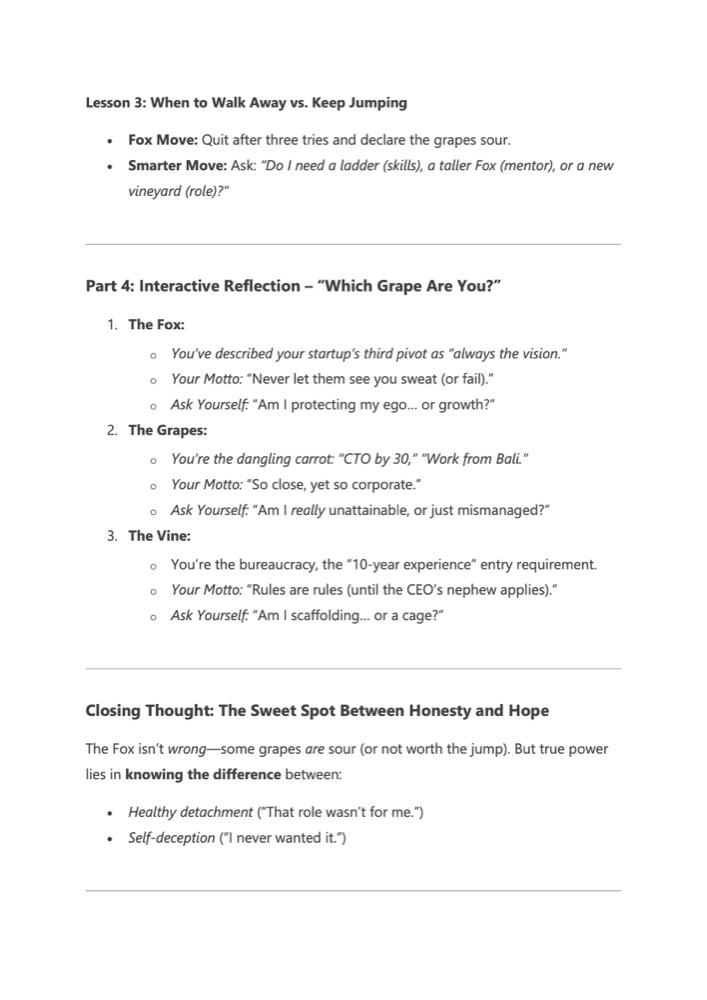 Lesson 3: When to Walk Away vs. Keep Jumping
• Fox Move: Quit after three tries and declare the grapes sour.
• Smarter Move: Ask: “Do I need a ladder (skills), a taller Fox (mentor), or a new
vineyard (role)?”
Part 4: Interactive Reflection – “Which Grape Are You?”
1. The Fox:
o You’ve described your startup’s third pivot as “always the vision.”
o Your Motto: “Never let them see you sweat (or fail).”
o Ask Yourself: “Am I protecting my ego… or growth?”
2. The Grapes:
o You’re the dangling carrot: “CTO by 30,” “Work from Bali.”
o Your Motto: “So close, yet so corporate.”
o Ask Yourself: “Am I really unattainable, or just mismanaged?”
3. The Vine:
o You’re the bureaucracy, the “10-year experience” entry requirement.
o Your Motto: “Rules are rules (until the CEO’s nephew applies).”
o Ask Yourself: “Am I scaffolding… or a cage?”
Closing Thought: The Sweet Spot Between Honesty and Hope
The Fox isn’t wrong—some grapes are sour (or not worth the jump). But true power
lies in knowing the difference between:
• Healthy detachment (“That role wasn’t for me.”)
• Self-deception (“I never wanted it.”)